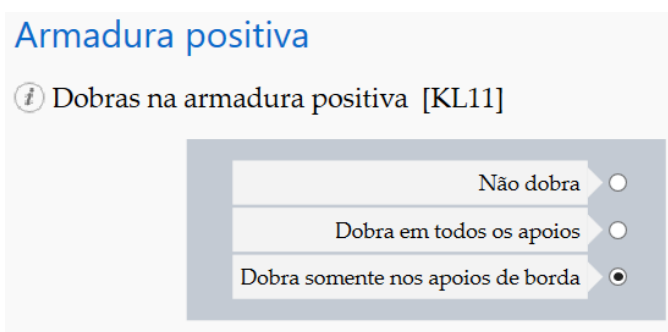 Armadura positiva
Dobras na armadura positiva [KL11]
Não dobra
Dobra em todos os apoios
Dobra somente nos apoios de borda